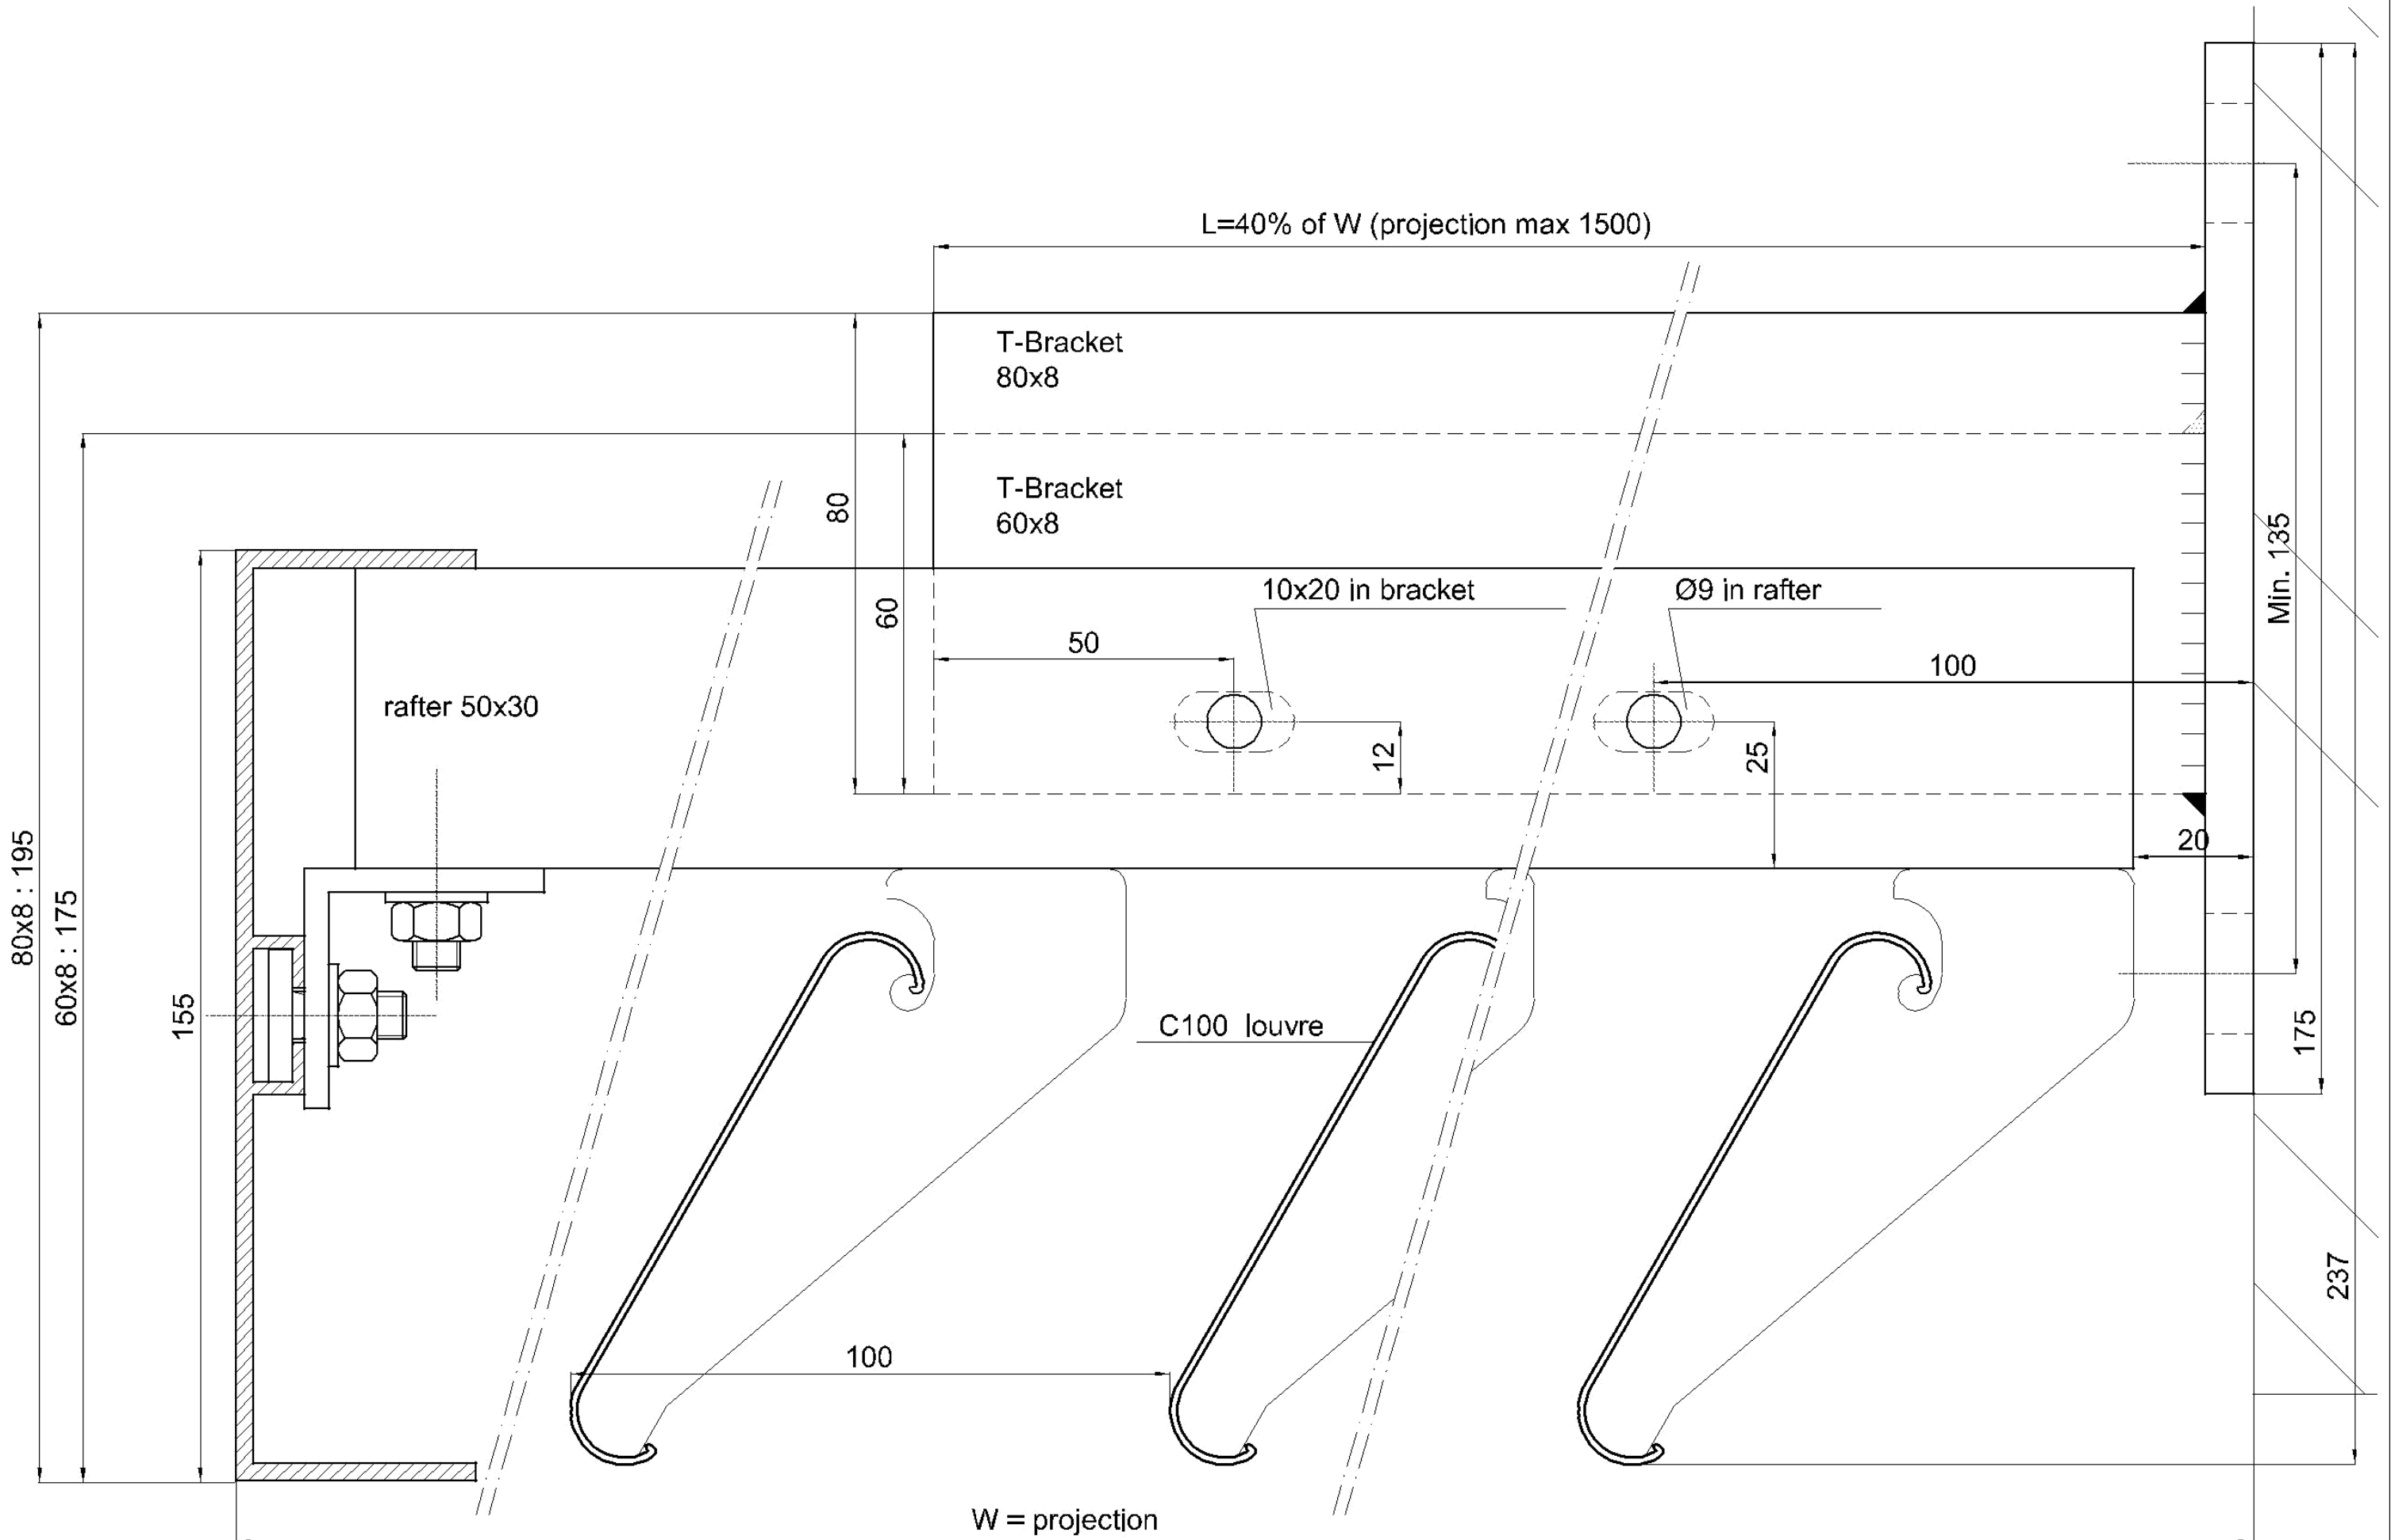 L=40% of W (projection max 1500)
T-Bracket
80x8
T-Bracket
60x8
80
60
Min. 135
10x20 in bracket
Ø9 in rafter
50
100
rafter 50x30
12
25
20
80x8 : 195
60x8 : 175
155
C100 louvre
175
237
100
W = projection